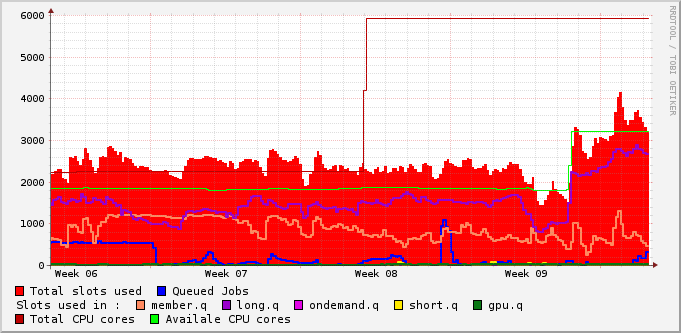 6000
5000
4000
3000
2000
1000
0
Week 06 Week 07 Week 08 Week 09
Total slots used Queued Jobs
Slots used in : member.q long.q ondemand.q short.q gpu.q
Total CPU cores Availale CPU cores
RRDTOOL / TOBI OETIKER